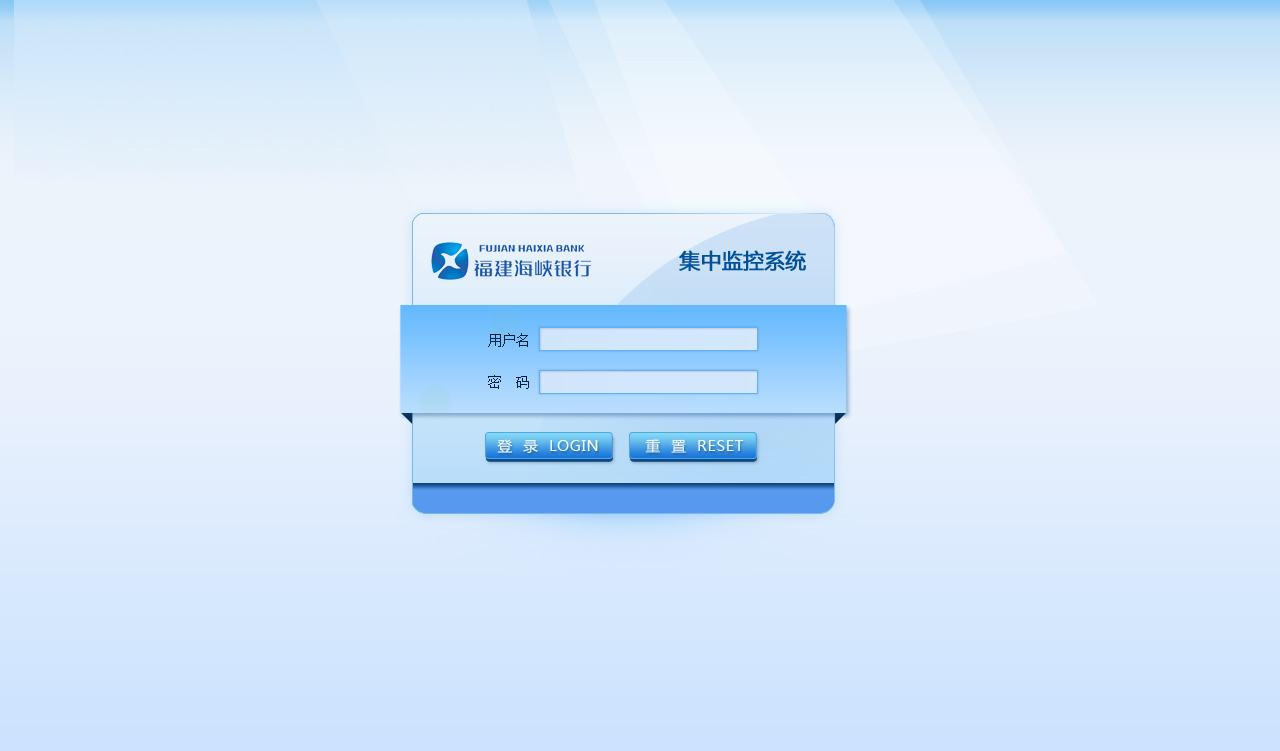 FUJIAN HAIXIA BANK
福建海峡银行
集中监控系统
用户名
密 码
登 录 LOGIN
重 置 RESET